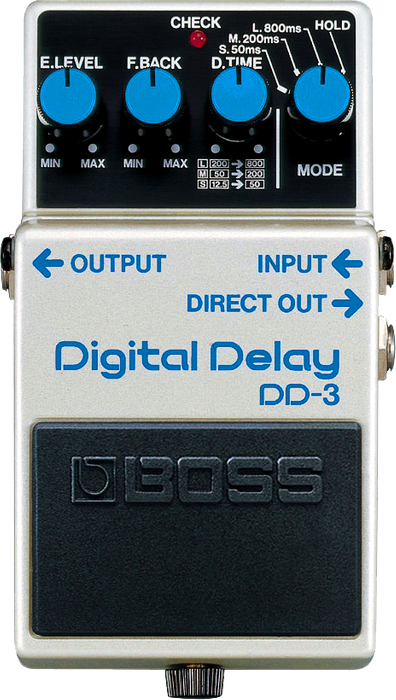 CHECK
L.800ms
HOLD
M.200ms
S.50ms
E.LEVEL
F.BACK
D.TIME
MIN
MAX
MIN
MAX
L 200 → 800
M 50 → 200
S 12.5 → 50
MODE
← OUTPUT
INPUT ←
DIRECT OUT →
Digital Delay
DD-3
BOSS